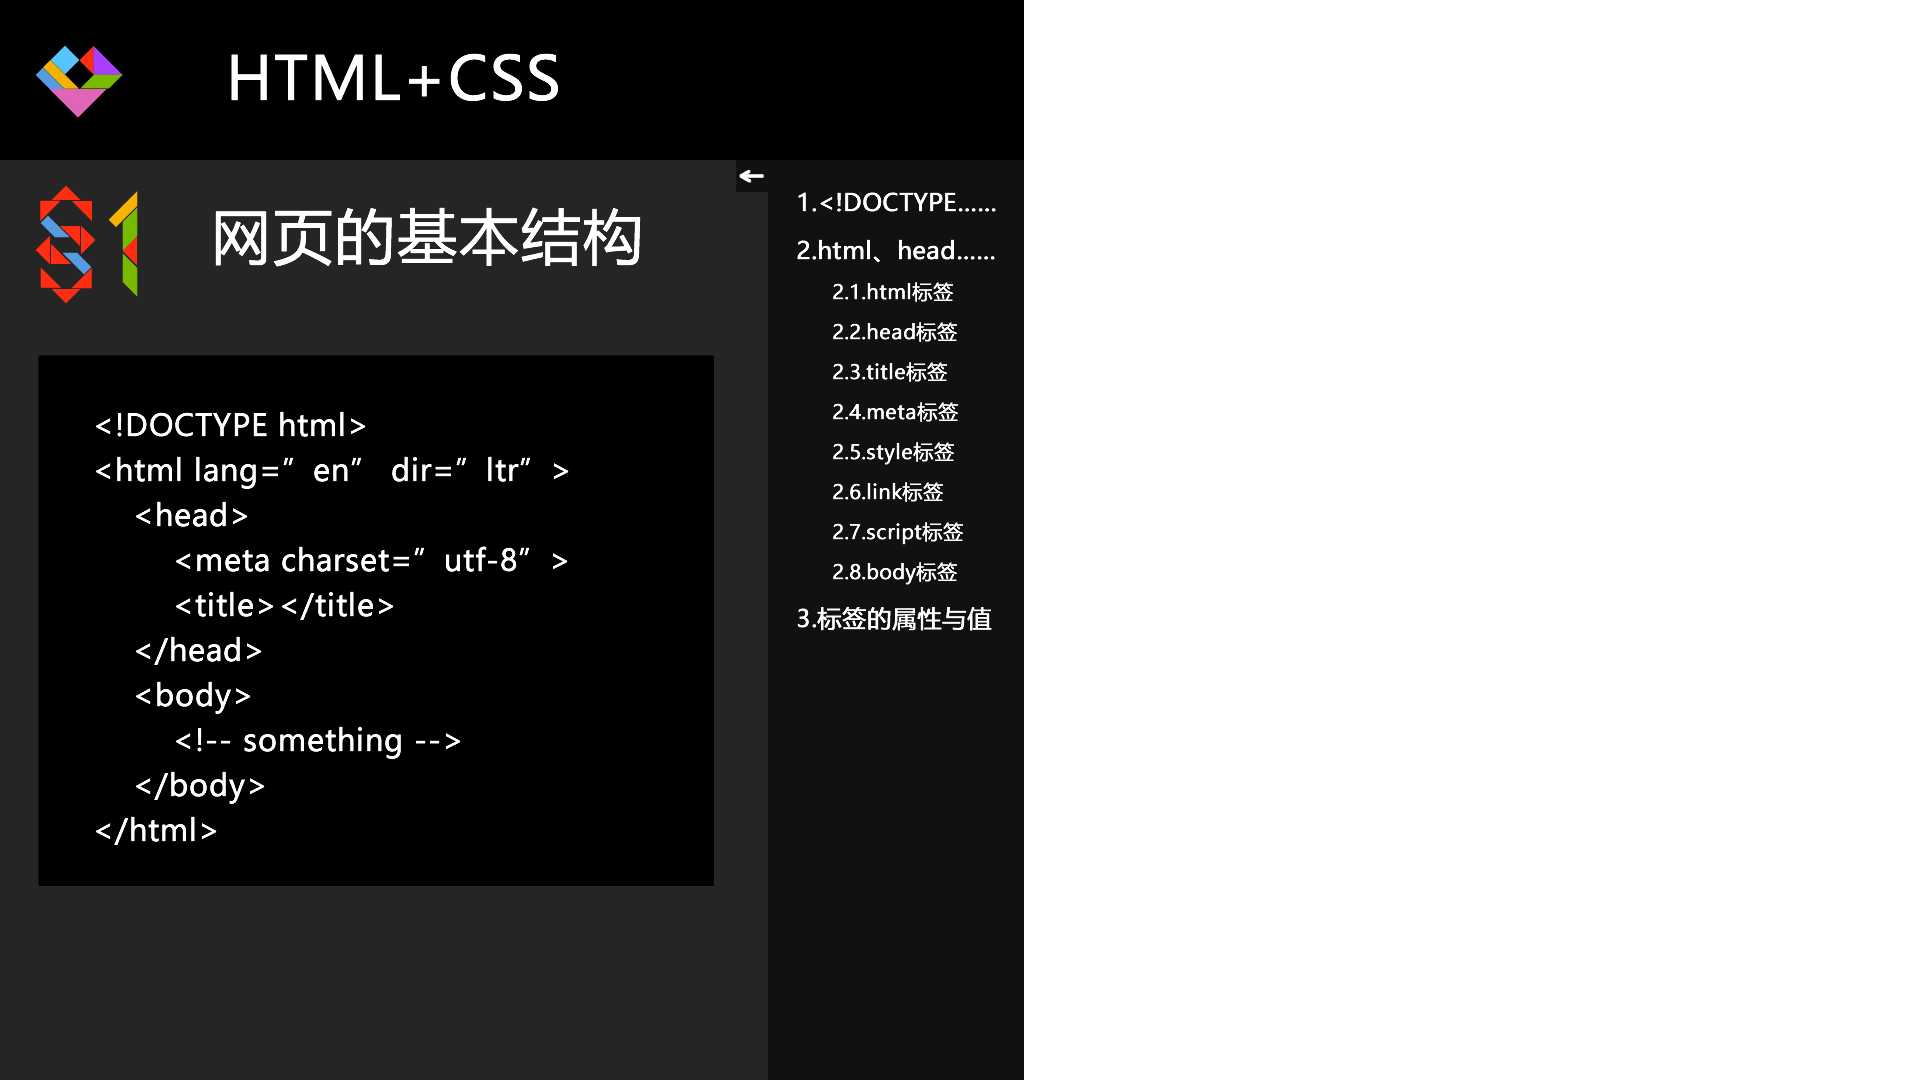 HTML+CSS
S1
网页的基本结构
<!DOCTYPE html>
<html lang=”en” dir=”ltr”>
<head>
<meta charset=”utf-8”>
<title></title>
</head>
<body>
<!-- something -->
</body>
</html>
1.<!DOCTYPE......
2.html、head......
2.1.html标签
2.2.head标签
2.3.title标签
2.4.meta标签
2.5.style标签
2.6.link标签
2.7.script标签
2.8.body标签
3.标签的属性与值